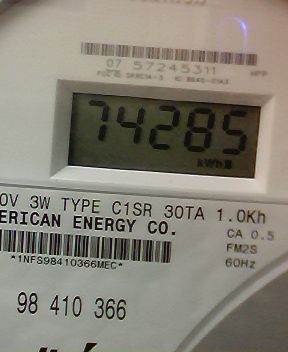 07 57245311
74285
kWh
0V 3W TYPE C1SR 30TA 1.0Kh
ERICAN ENERGY CO.
CA 0.5
FM2S
60Hz
*1NFS98410366MEC*
98 410 366